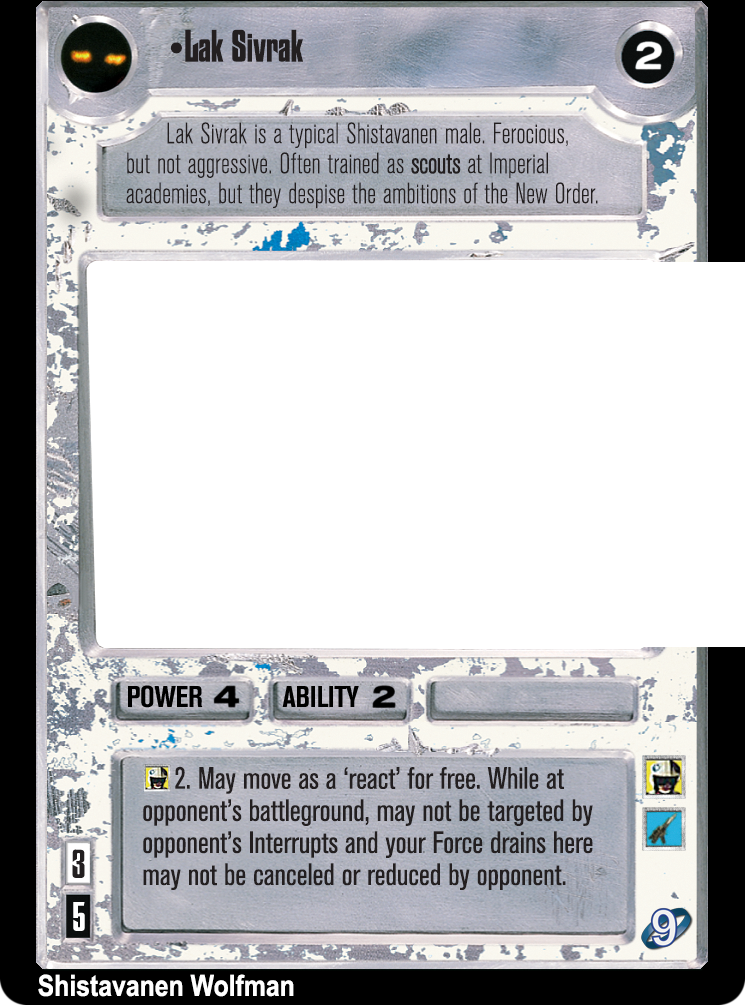 •Lak Sivrak
2
Lak Sivrak is a typical Shistavanen male. Ferocious,
but not aggressive. Often trained as scouts at Imperial
academies, but they despise the ambitions of the New Order.
POWER 4
ABILITY 2
2. May move as a ‘react’ for free. While at
opponent’s battleground, may not be targeted by
opponent’s Interrupts and your Force drains here
may not be canceled or reduced by opponent.
3
5
9
Shistavanen Wolfman